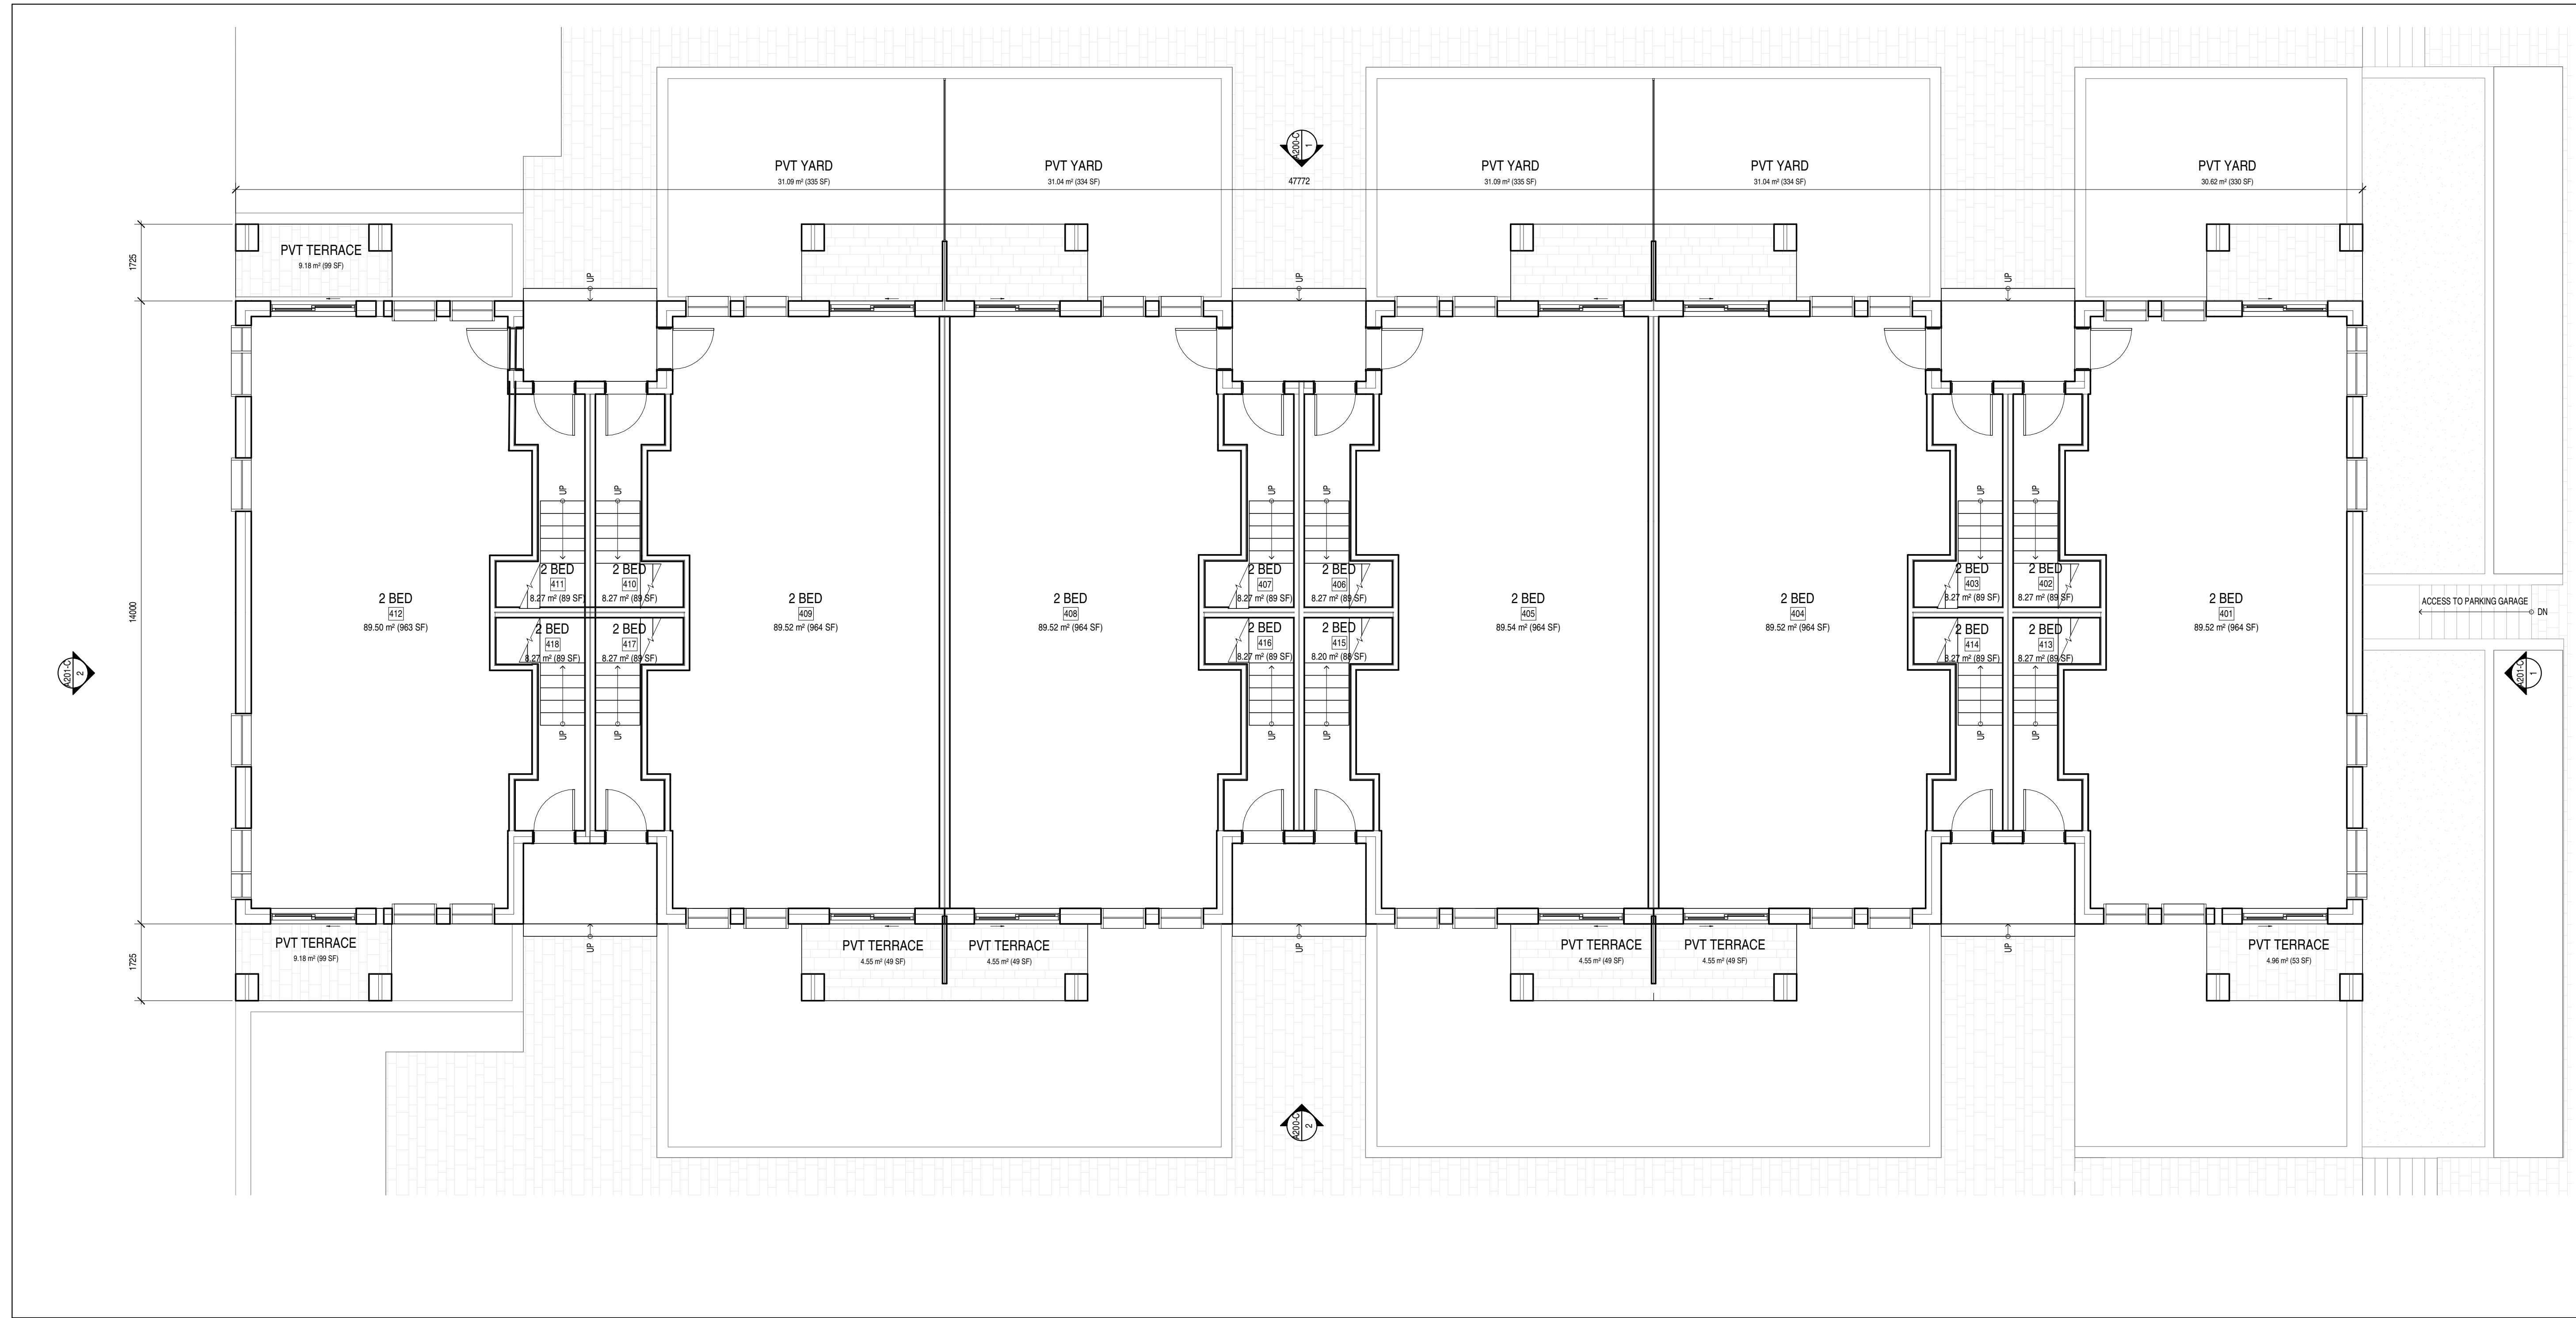 PVT YARD
31.09 m² (335 SF)
PVT YARD
31.04 m² (334 SF)
A200-C
1
47772
PVT YARD
31.09 m² (335 SF)
PVT YARD
31.04 m² (334 SF)
PVT YARD
30.62 m² (330 SF)
1725
PVT TERRACE
9.18 m² (99 SF)
UP
UP
UP
UP
UP
UP
UP
UP
UP
14000
2 BED
412
89.50 m² (963 SF)
2 BED
411
8.27 m² (89 SF)
2 BED
410
8.27 m² (89 SF)
2 BED
418
8.27 m² (89 SF)
2 BED
417
8.27 m² (89 SF)
2 BED
409
89.52 m² (964 SF)
2 BED
408
89.52 m² (964 SF)
2 BED
407
8.27 m² (89 SF)
2 BED
406
8.27 m² (89 SF)
2 BED
416
8.27 m² (89 SF)
2 BED
415
8.20 m² (88 SF)
2 BED
405
89.54 m² (964 SF)
2 BED
404
89.52 m² (964 SF)
2 BED
403
8.27 m² (89 SF)
2 BED
402
8.27 m² (89 SF)
2 BED
414
8.27 m² (89 SF)
2 BED
413
8.27 m² (89 SF)
2 BED
401
89.52 m² (964 SF)
ACCESS TO PARKING GARAGE
DN
A201-C
2
A201-C
1
UP
UP
UP
UP
UP
UP
UP
UP
UP
1725
PVT TERRACE
9.18 m² (99 SF)
PVT TERRACE
4.55 m² (49 SF)
PVT TERRACE
4.55 m² (49 SF)
PVT TERRACE
4.55 m² (49 SF)
PVT TERRACE
4.55 m² (49 SF)
PVT TERRACE
4.96 m² (53 SF)
A200-C
2